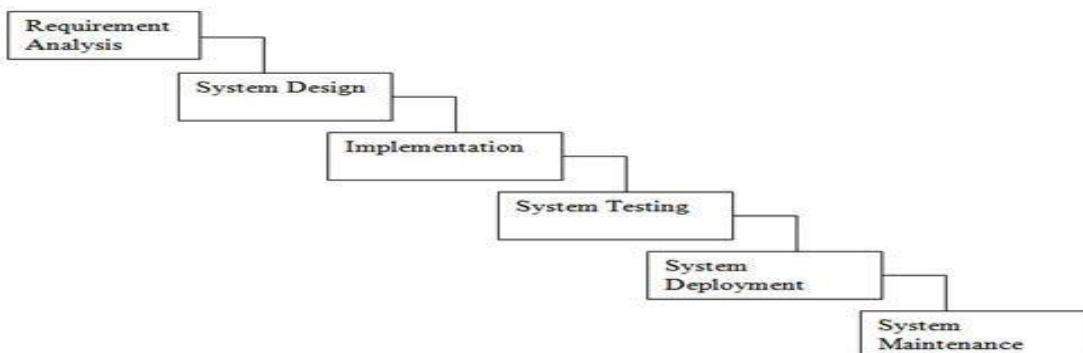 Requirement
Analysis
System Design
Implementation
System Testing
System
Deployment
System
Maintenance